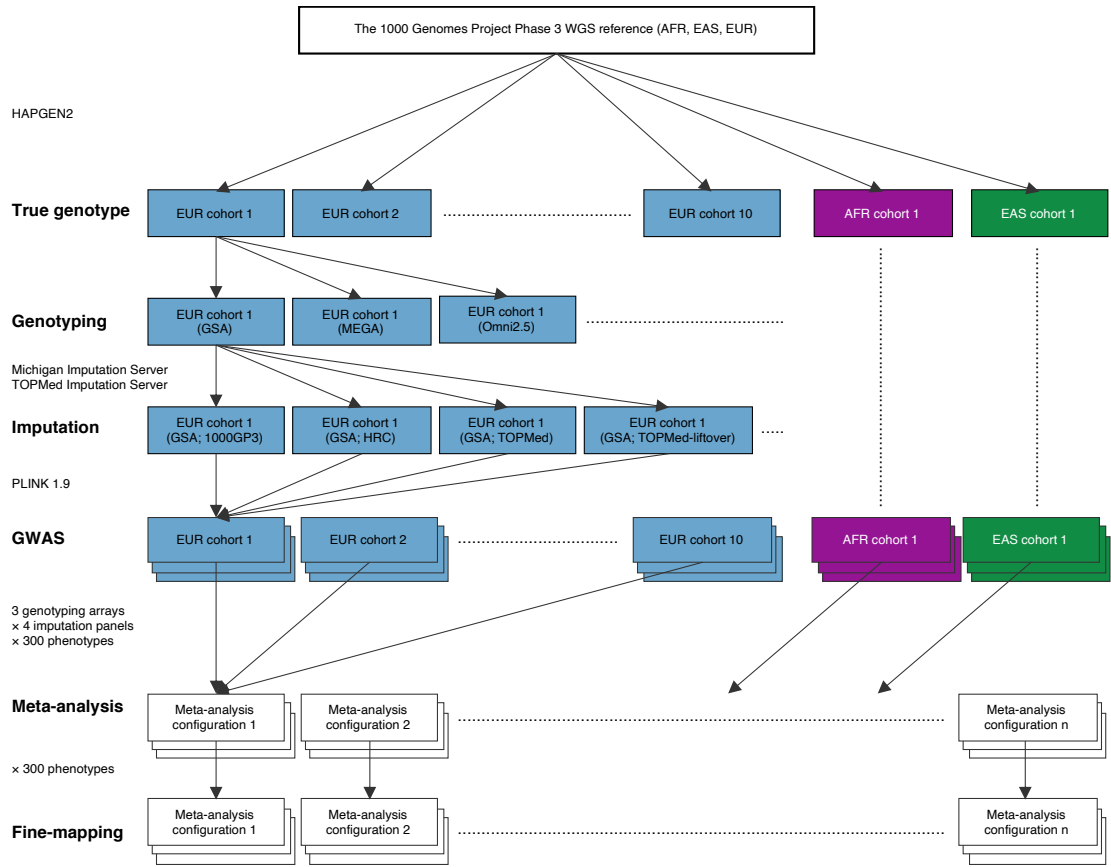 The 1000 Genomes Project Phase 3 WGS reference (AFR, EAS, EUR)
HAPGEN2
True genotype
EUR cohort 1
EUR cohort 2
EUR cohort 10
AFR cohort 1
EAS cohort 1
Genotyping
EUR cohort 1
(GSA)
EUR cohort 1
(MEGA)
EUR cohort 1
(Omni2.5)
Michigan Imputation Server
TOPMed Imputation Server
Imputation
EUR cohort 1
(GSA; 1000GP3)
EUR cohort 1
(GSA; HRC)
EUR cohort 1
(GSA; TOPMed)
EUR cohort 1
(GSA; TOPMed-liftover)
PLINK 1.9
GWAS
EUR cohort 1
EUR cohort 2
EUR cohort 10
AFR cohort 1
EAS cohort 1
3 genotyping arrays
× 4 imputation panels
× 300 phenotypes
Meta-analysis
Meta-analysis
configuration 1
Meta-analysis
configuration 2
Meta-analysis
configuration n
× 300 phenotypes
Fine-mapping
Meta-analysis
configuration 1
Meta-analysis
configuration 2
Meta-analysis
configuration n